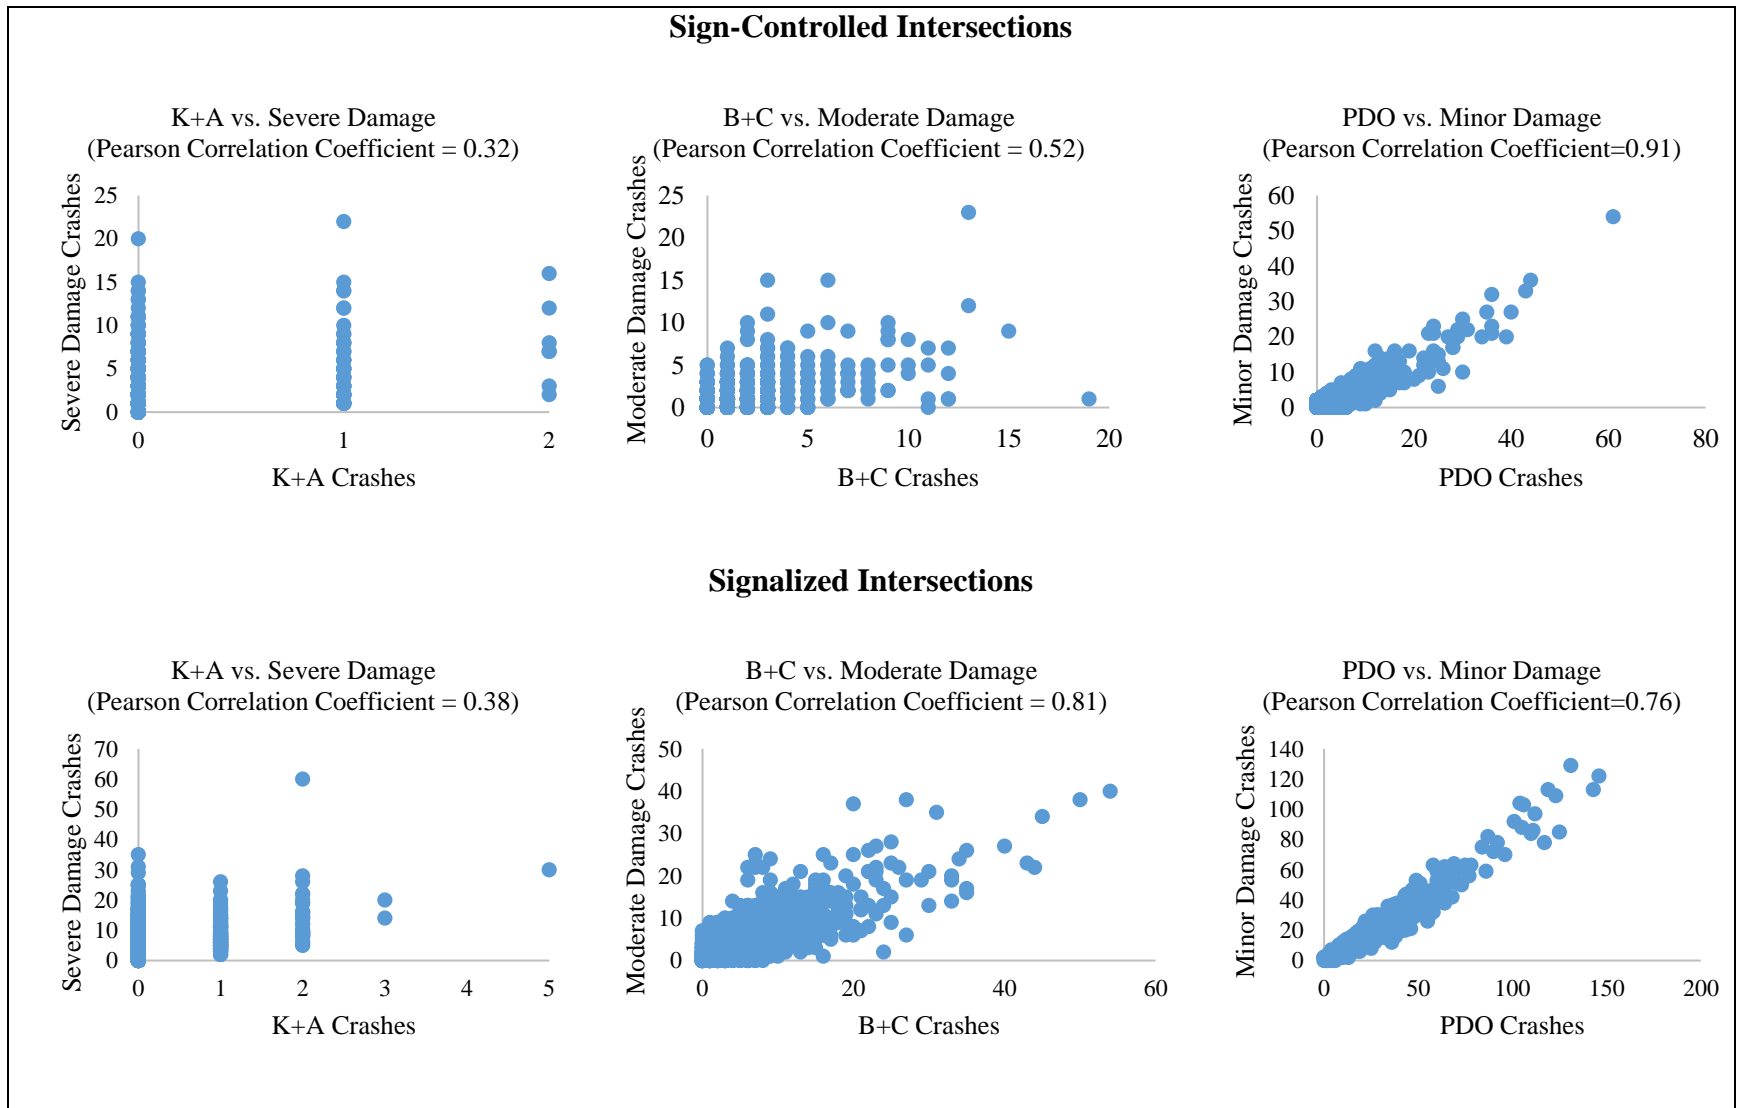 Sign-Controlled Intersections
K+A vs. Severe Damage
(Pearson Correlation Coefficient = 0.32)
Severe Damage Crashes
25
20
15
10
5
0
0 1 2
K+A Crashes
B+C vs. Moderate Damage
(Pearson Correlation Coefficient = 0.52)
Moderate Damage Crashes
25
20
15
10
5
0
0 5 10 15 20
B+C Crashes
PDO vs. Minor Damage
(Pearson Correlation Coefficient=0.91)
Minor Damage Crashes
60
50
40
30
20
10
0
0 20 40 60 80
PDO Crashes
Signalized Intersections
K+A vs. Severe Damage
(Pearson Correlation Coefficient = 0.38)
Severe Damage Crashes
70
60
50
40
30
20
10
0
0 1 2 3 4 5
K+A Crashes
B+C vs. Moderate Damage
(Pearson Correlation Coefficient = 0.81)
Moderate Damage Crashes
50
40
30
20
10
0
0 20 40 60
B+C Crashes
PDO vs. Minor Damage
(Pearson Correlation Coefficient=0.76)
Minor Damage Crashes
140
120
100
80
60
40
20
0
0 50 100 150 200
PDO Crashes